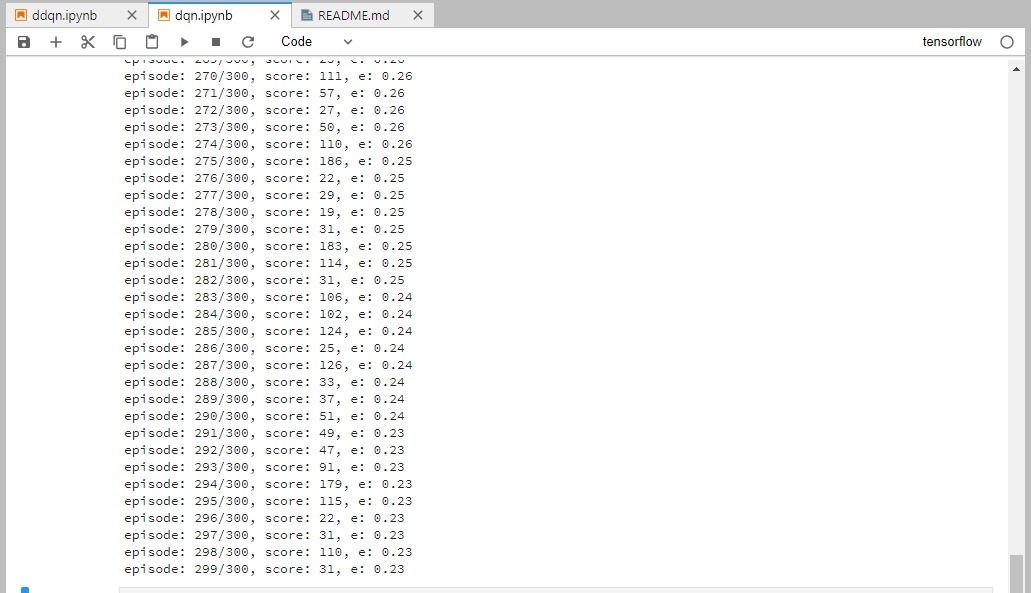 ddqn.ipynb
dqn.ipynb
README.md
Code
tensorflow
episode: 270/300, score: 111, e: 0.26
episode: 271/300, score: 57, e: 0.26
episode: 272/300, score: 27, e: 0.26
episode: 273/300, score: 50, e: 0.26
episode: 274/300, score: 110, e: 0.26
episode: 275/300, score: 186, e: 0.25
episode: 276/300, score: 22, e: 0.25
episode: 277/300, score: 29, e: 0.25
episode: 278/300, score: 19, e: 0.25
episode: 279/300, score: 31, e: 0.25
episode: 280/300, score: 183, e: 0.25
episode: 281/300, score: 114, e: 0.25
episode: 282/300, score: 31, e: 0.25
episode: 283/300, score: 106, e: 0.24
episode: 284/300, score: 102, e: 0.24
episode: 285/300, score: 124, e: 0.24
episode: 286/300, score: 25, e: 0.24
episode: 287/300, score: 126, e: 0.24
episode: 288/300, score: 33, e: 0.24
episode: 289/300, score: 37, e: 0.24
episode: 290/300, score: 51, e: 0.24
episode: 291/300, score: 49, e: 0.23
episode: 292/300, score: 47, e: 0.23
episode: 293/300, score: 91, e: 0.23
episode: 294/300, score: 179, e: 0.23
episode: 295/300, score: 115, e: 0.23
episode: 296/300, score: 22, e: 0.23
episode: 297/300, score: 31, e: 0.23
episode: 298/300, score: 110, e: 0.23
episode: 299/300, score: 31, e: 0.23